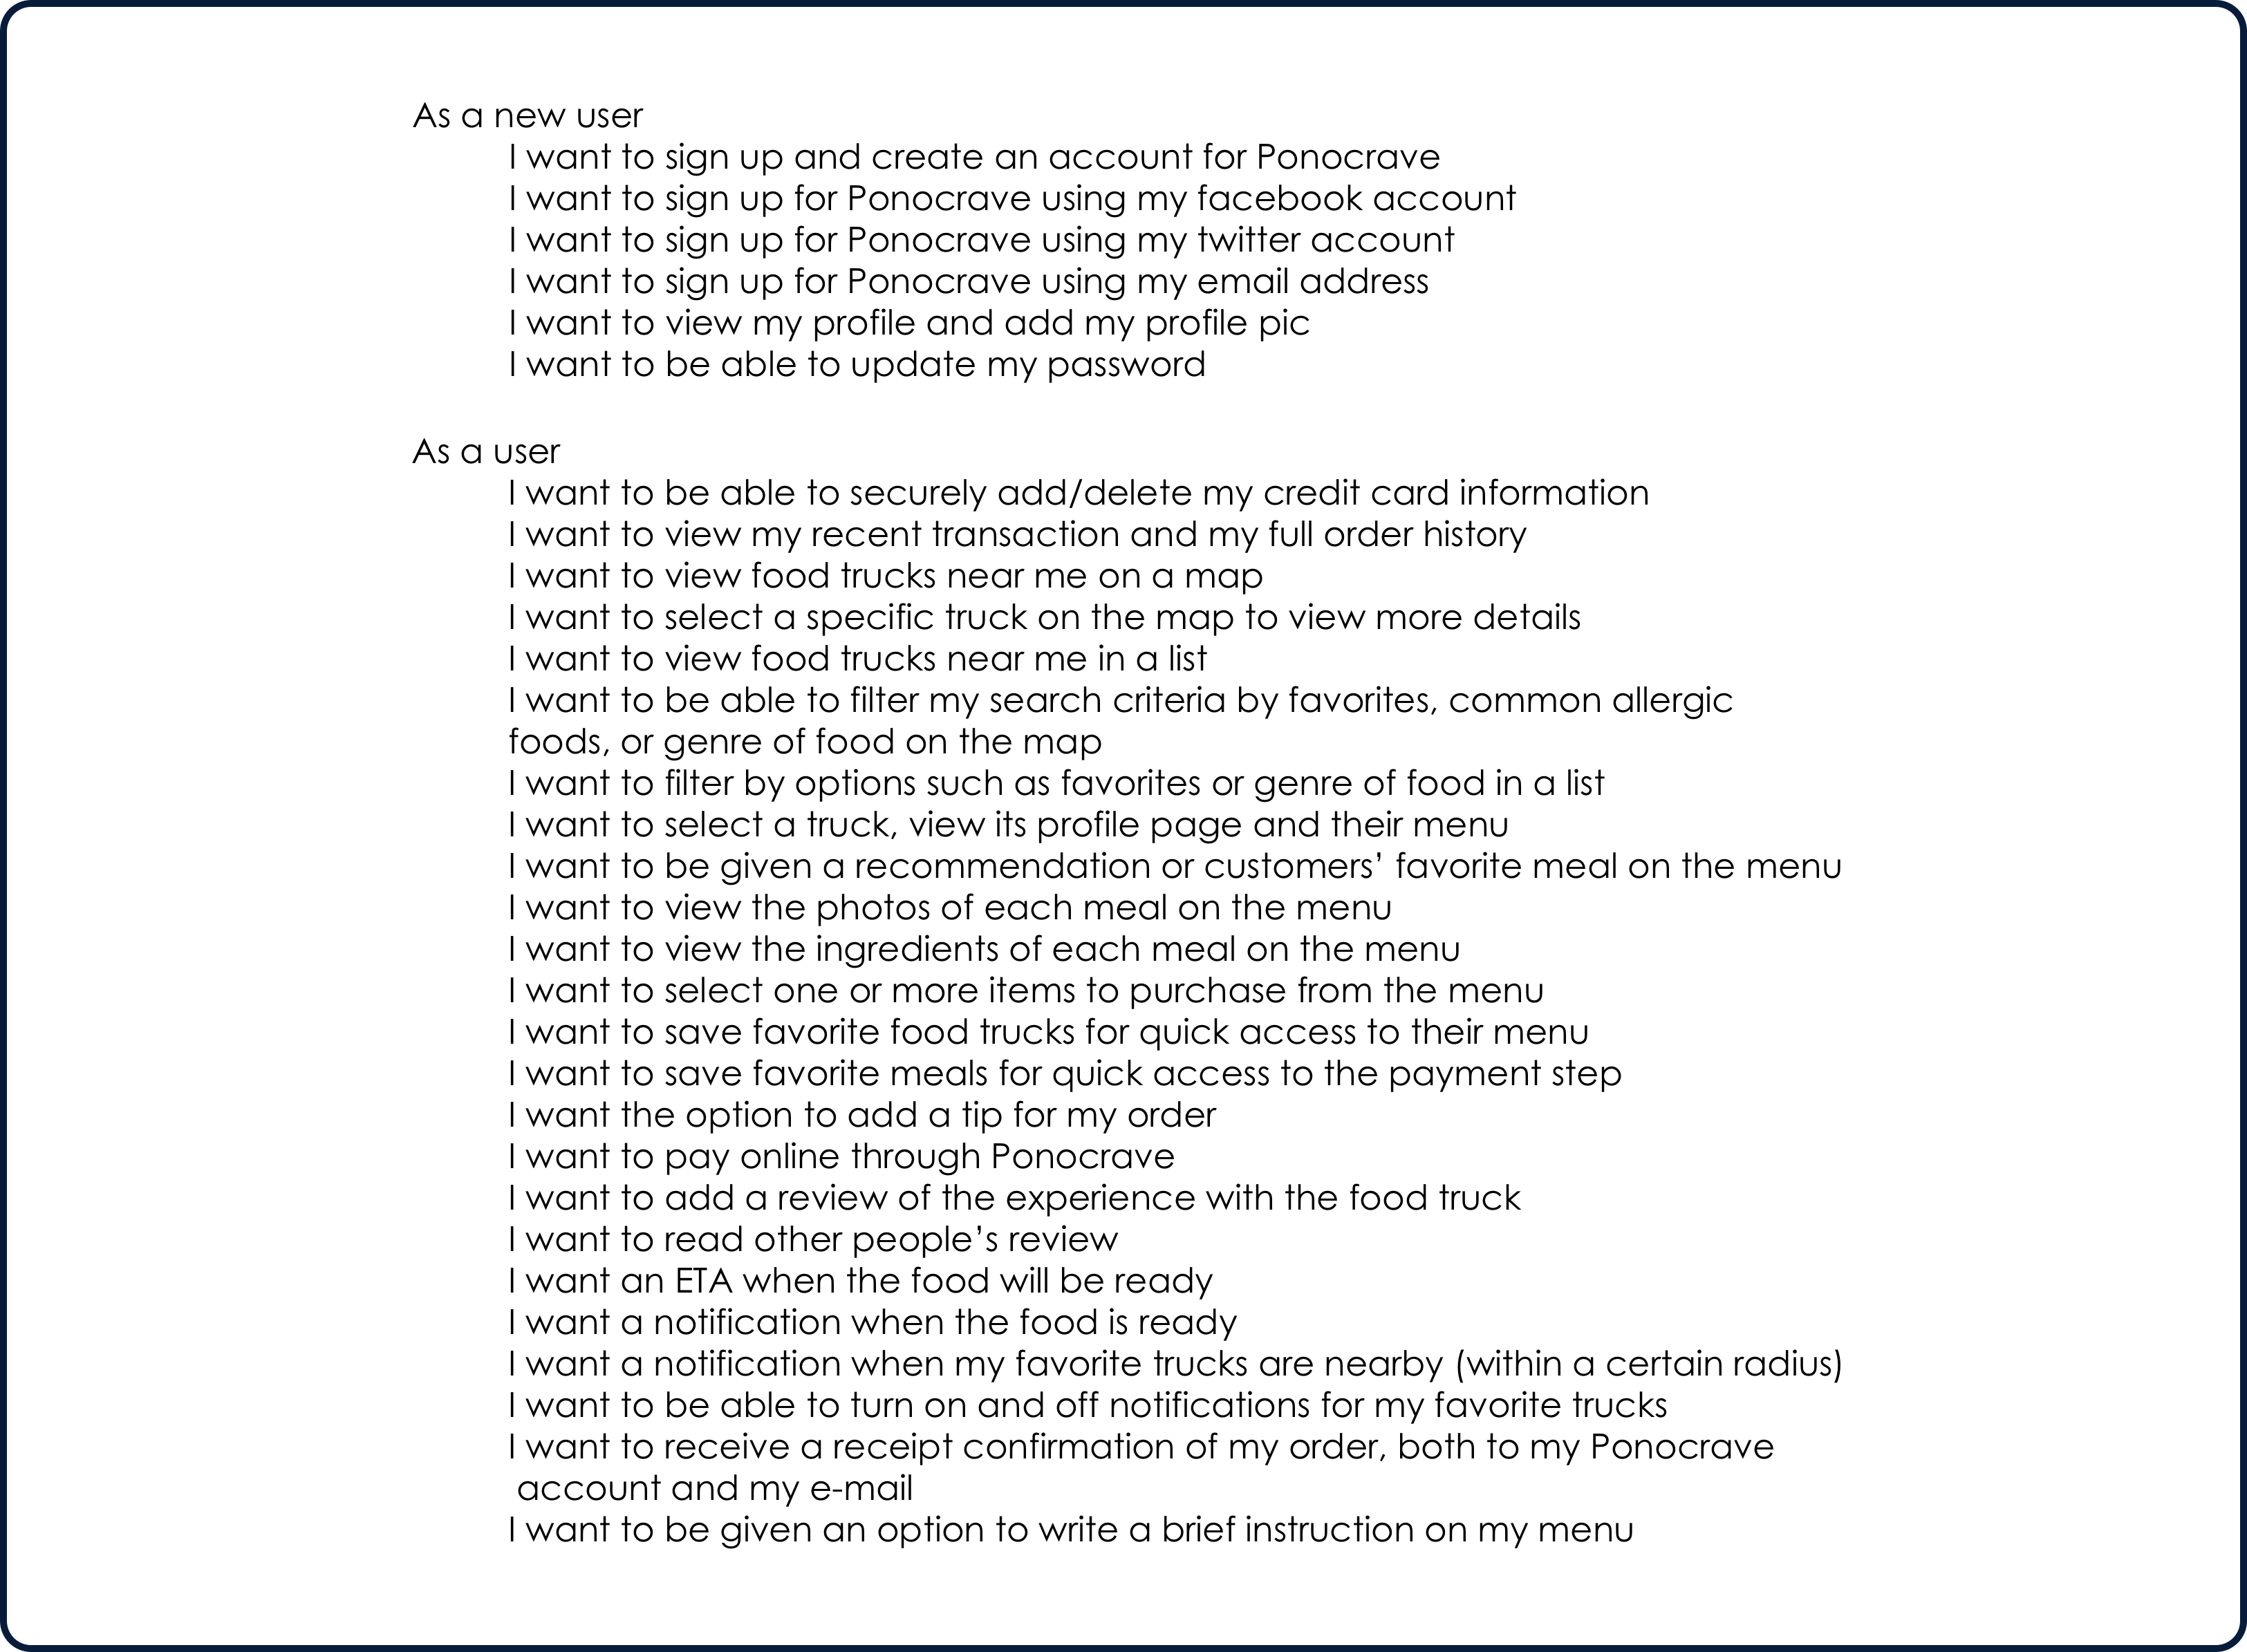 As a new user
I want to sign up and create an account for Ponocrave
I want to sign up for Ponocrave using my facebook account
I want to sign up for Ponocrave using my twitter account
I want to sign up for Ponocrave using my email address
I want to view my profile and add my profile pic
I want to be able to update my password
As a user
I want to be able to securely add/delete my credit card information
I want to view my recent transaction and my full order history
I want to view food trucks near me on a map
I want to select a specific truck on the map to view more details
I want to view food trucks near me in a list
I want to be able to filter my search criteria by favorites, common allergic
foods, or genre of food on the map
I want to filter by options such as favorites or genre of food in a list
I want to select a truck, view its profile page and their menu
I want to be given a recommendation or customers’ favorite meal on the menu
I want to view the photos of each meal on the menu
I want to view the ingredients of each meal on the menu
I want to select one or more items to purchase from the menu
I want to save favorite food trucks for quick access to their menu
I want to save favorite meals for quick access to the payment step
I want the option to add a tip for my order
I want to pay online through Ponocrave
I want to add a review of the experience with the food truck
I want to read other people’s review
I want an ETA when the food will be ready
I want a notification when the food is ready
I want a notification when my favorite trucks are nearby (within a certain radius)
I want to be able to turn on and off notifications for my favorite trucks
I want to receive a receipt confirmation of my order, both to my Ponocrave
account and my e-mail
I want to be given an option to write a brief instruction on my menu